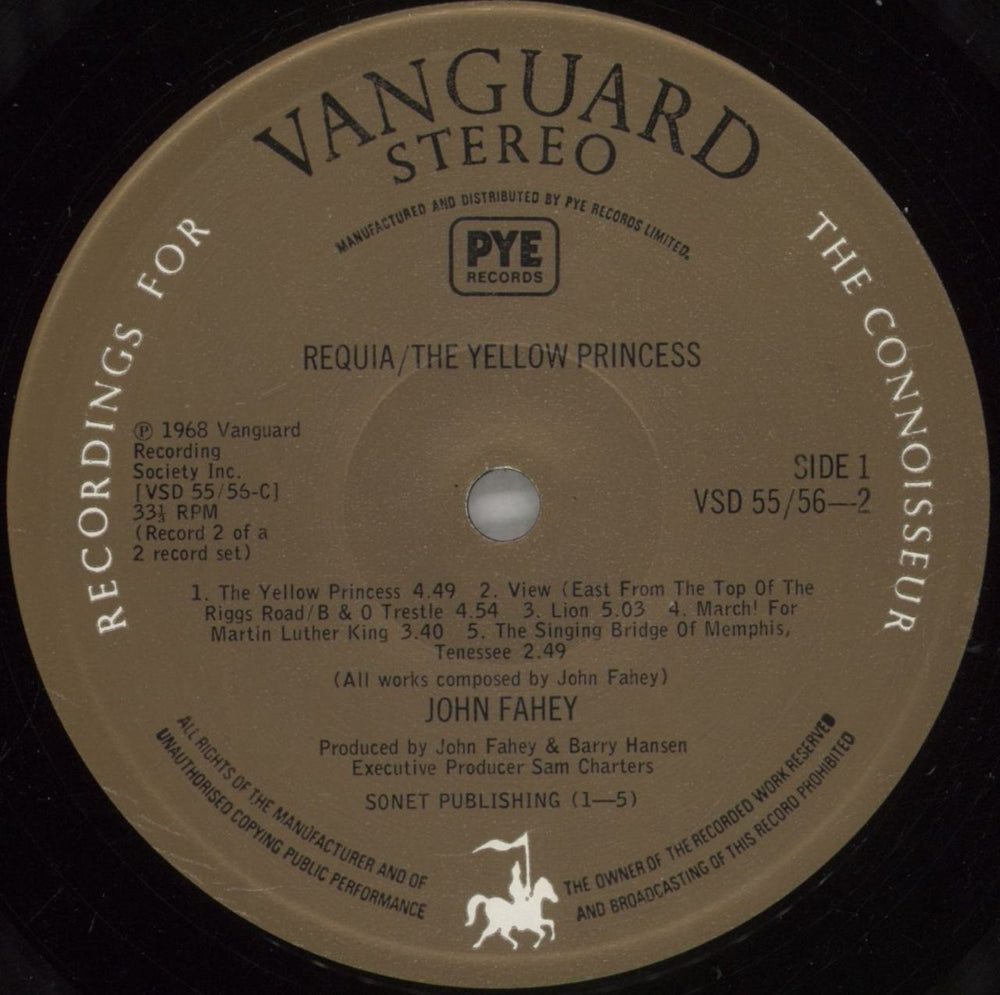 VANGUARD
STEREO
MANUFACTURED AND DISTRIBUTED BY PYE RECORDS LIMITED.
PYE
RECORDS
RECORDINGS FOR
THE CONNOISSEUR
REQUIA/THE YELLOW PRINCESS
Ⓟ 1968 Vanguard
Recording
Society Inc.
[VSD 55/56-C]
33⅓ RPM
(Record 2 of a
2 record set)
SIDE 1
VSD 55/56—2
1. The Yellow Princess 4.49 2. View (East From The Top Of The
Riggs Road/B & O Trestle 4.54 3. Lion 5.03 4. March! For
Martin Luther King 3.40 5. The Singing Bridge Of Memphis,
Tenessee 2.49
(All works composed by John Fahey)
JOHN FAHEY
Produced by John Fahey & Barry Hansen
Executive Producer Sam Charters
SONET PUBLISHING (1—5)
ALL RIGHTS OF THE MANUFACTURER AND OF
THE OWNER OF THE RECORDED WORK RESERVED
UNAUTHORISED COPYING PUBLIC PERFORMANCE
AND BROADCASTING OF THIS RECORD PROHIBITED